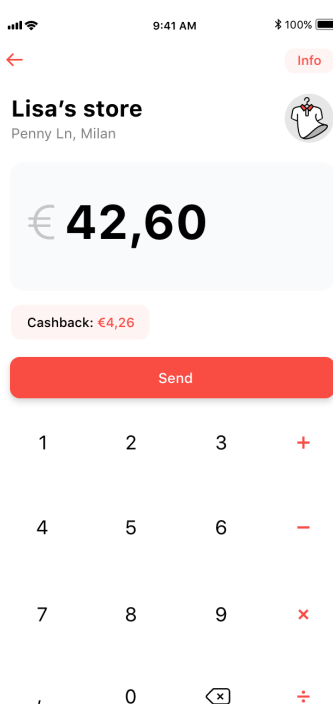 9:41 AM
100%
Info
Lisa’s store
Penny Ln, Milan
€ 42,60
Cashback: €4,26
Send
1 2 3 +
4 5 6 −
7 8 9 ×
, 0 ÷